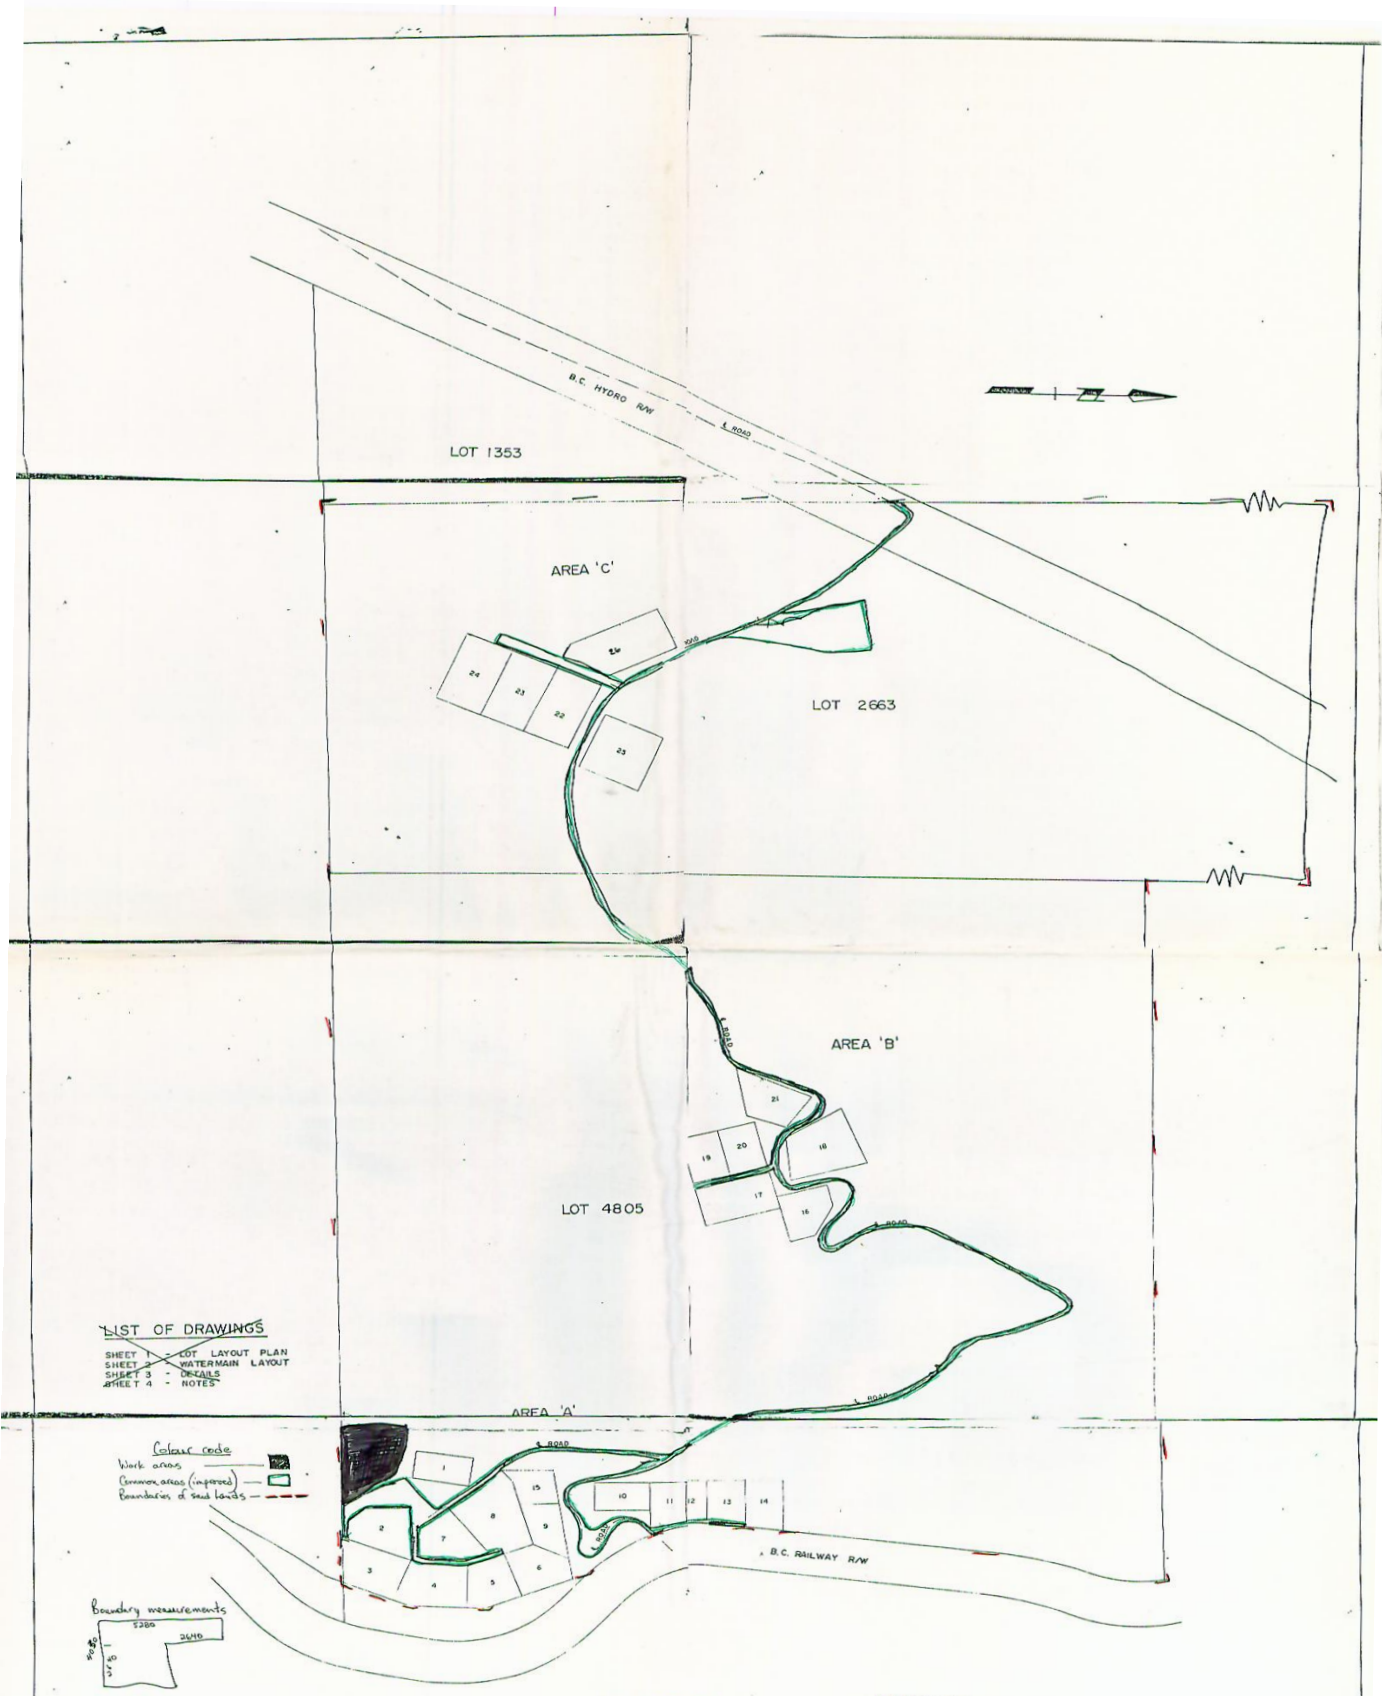 B.C. HYDRO R/W
℄ ROAD
N
LOT 1353
AREA 'C'
ROAD
26
24
23
22
25
LOT 2663
℄ ROAD
AREA 'B'
21
19
20
18
17
16
LOT 4805
℄ ROAD
LIST OF DRAWINGS
SHEET 1 - LOT LAYOUT PLAN
SHEET 2 - WATERMAIN LAYOUT
SHEET 3 - DETAILS
SHEET 4 - NOTES
℄ ROAD
AREA 'A'
℄ ROAD
Colour code
Work areas
Common areas (improved)
Boundaries of said lands
1
15
10
11
12
13
14
2
7
8
9
℄ ROAD
3
4
5
6
B.C. RAILWAY R/W
Boundary measurements
5280
2640